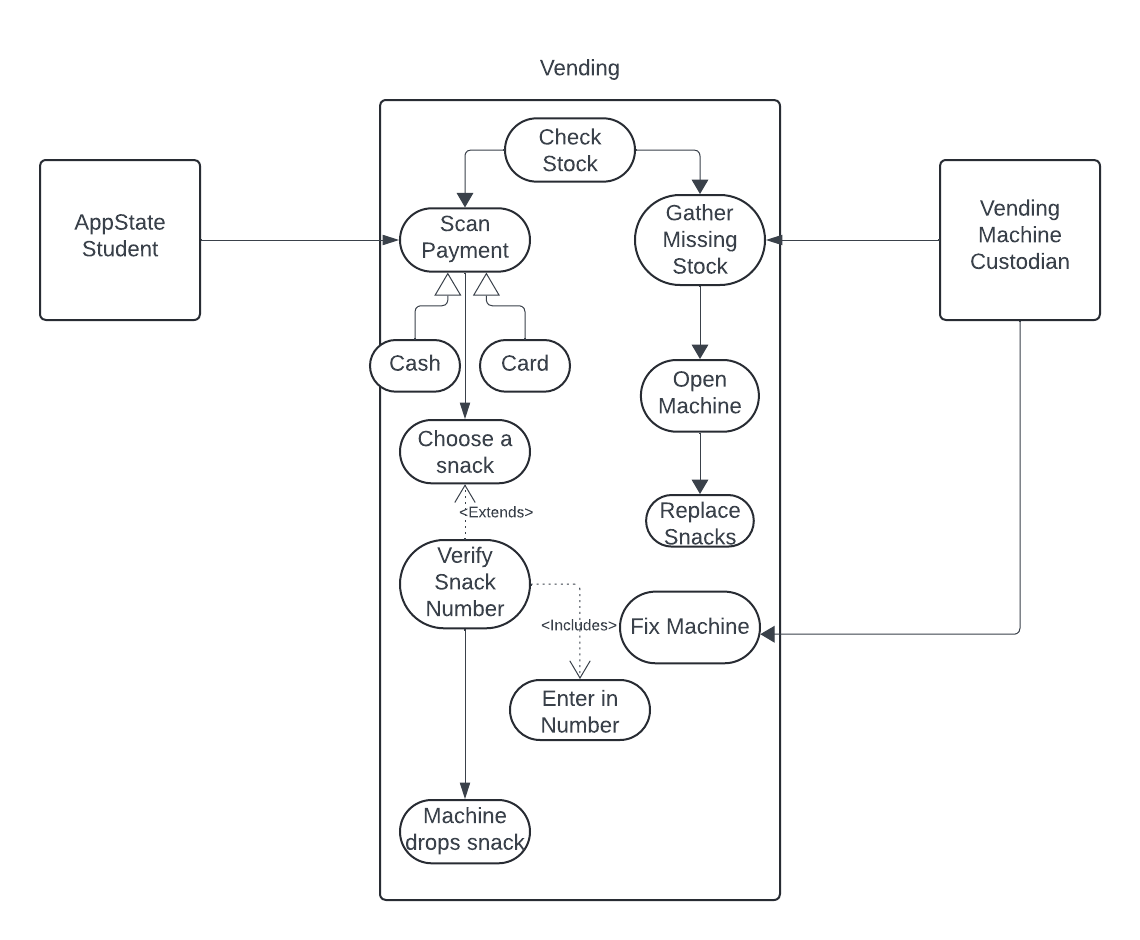 Vending
Check
Stock
AppState
Student
Scan
Payment
Gather
Missing
Stock
Vending
Machine
Custodian
Cash
Card
Open
Machine
Choose a
snack
<Extends>
Replace
Snacks
Verify
Snack
Number
<Includes>
Fix Machine
Enter in
Number
Machine
drops snack